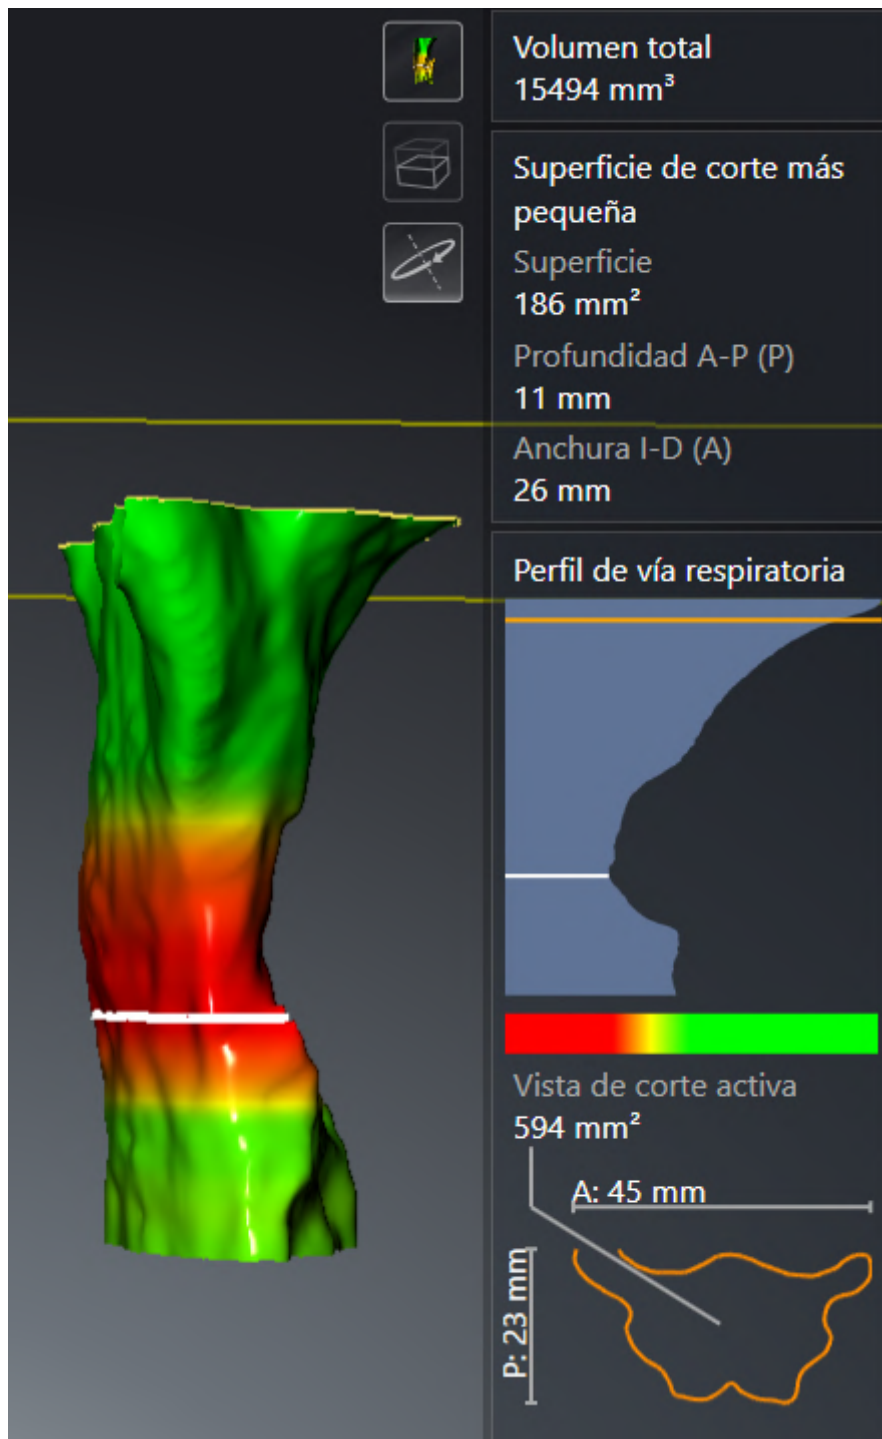 Volumen total
15494 mm³
Superficie de corte más
pequeña
Superficie
186 mm²
Profundidad A-P (P)
11 mm
Anchura I-D (A)
26 mm
Perfil de vía respiratoria
Vista de corte activa
594 mm²
A: 45 mm
P: 23 mm